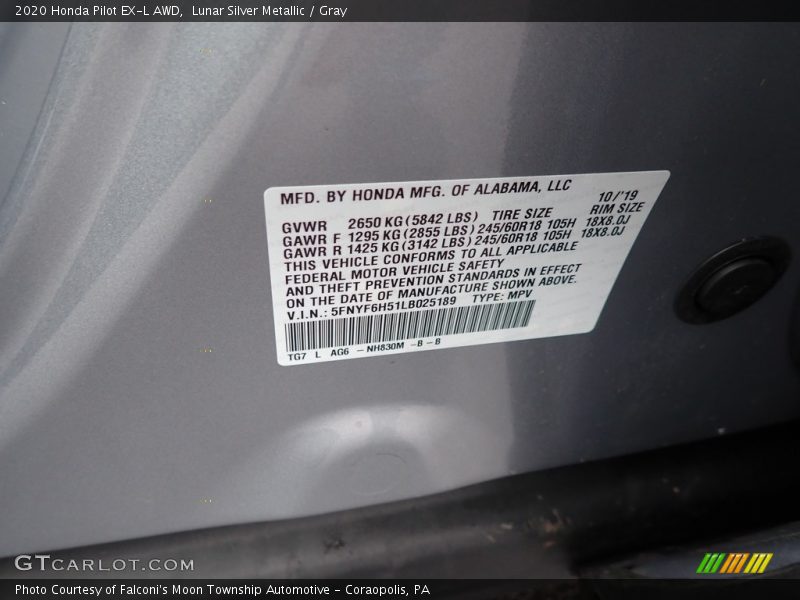 2020 Honda Pilot EX-L AWD,  Lunar Silver Metallic / Gray
MFD. BY HONDA MFG. OF ALABAMA, LLC 10/'19
GVWR 2650 KG (5842 LBS) TIRE SIZE RIM SIZE
GAWR F 1295 KG (2855 LBS) 245/60R18 105H 18X8.0J
GAWR R 1425 KG (3142 LBS) 245/60R18 105H 18X8.0J
THIS VEHICLE CONFORMS TO ALL APPLICABLE
FEDERAL MOTOR VEHICLE SAFETY
AND THEFT PREVENTION STANDARDS IN EFFECT
ON THE DATE OF MANUFACTURE SHOWN ABOVE.
V.I.N.: 5FNYF6H51LB025189 TYPE: MPV
TG7 L AG6 - NH830M -B - B
GTCARLOT.COM
Photo Courtesy of Falconi's Moon Township Automotive - Coraopolis, PA